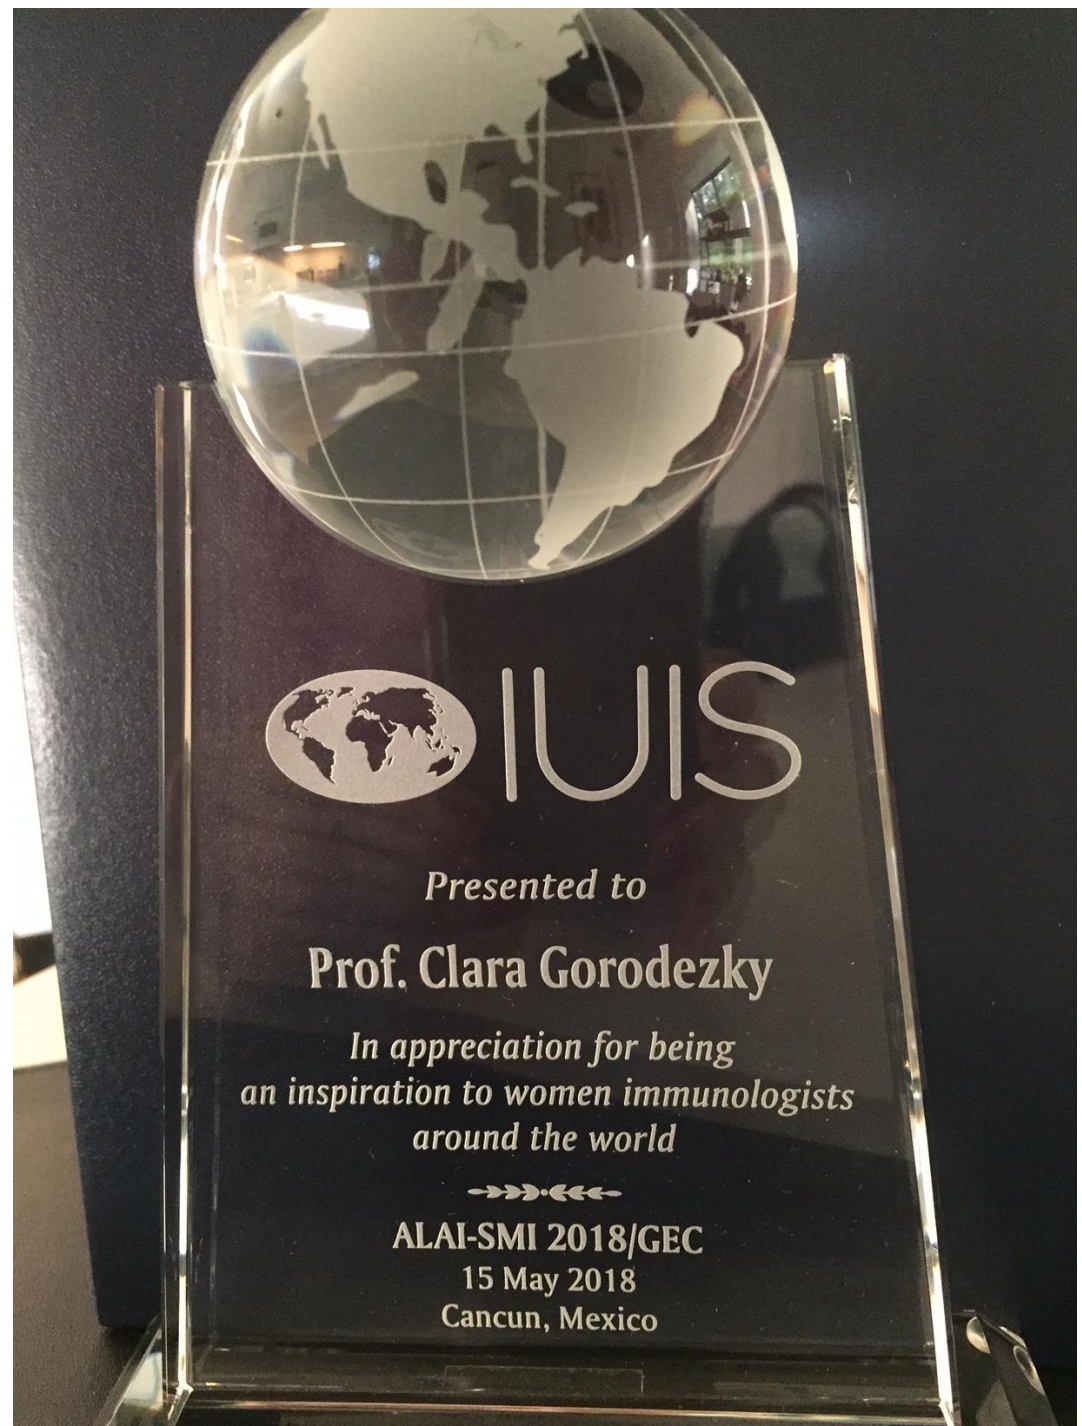 IUIS
Presented to
Prof. Clara Gorodezky
In appreciation for being
an inspiration to women immunologists
around the world
ALAI-SMI 2018/GEC
15 May 2018
Cancun, Mexico